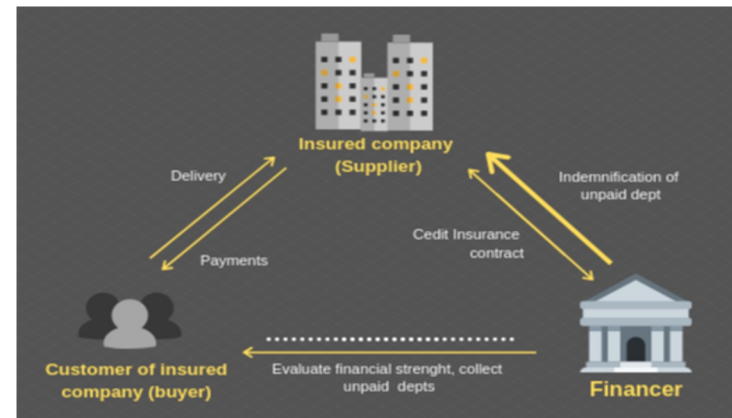 Insured company
(Supplier)
Delivery
Indemnification of
unpaid dept
Cedit Insurance
contract
Payments
Customer of insured
company (buyer)
Evaluate financial strenght, collect
unpaid depts
Financer